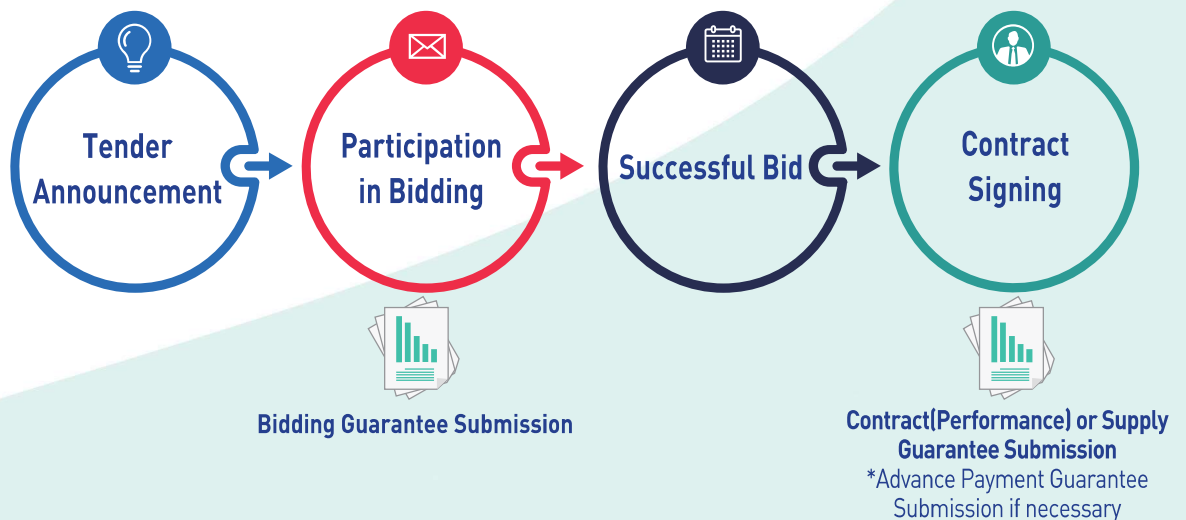 Tender
Announcement
Participation
in Bidding
Successful Bid
Contract
Signing
Bidding Guarantee Submission
Contract(Performance) or Supply
Guarantee Submission
*Advance Payment Guarantee
Submission if necessary